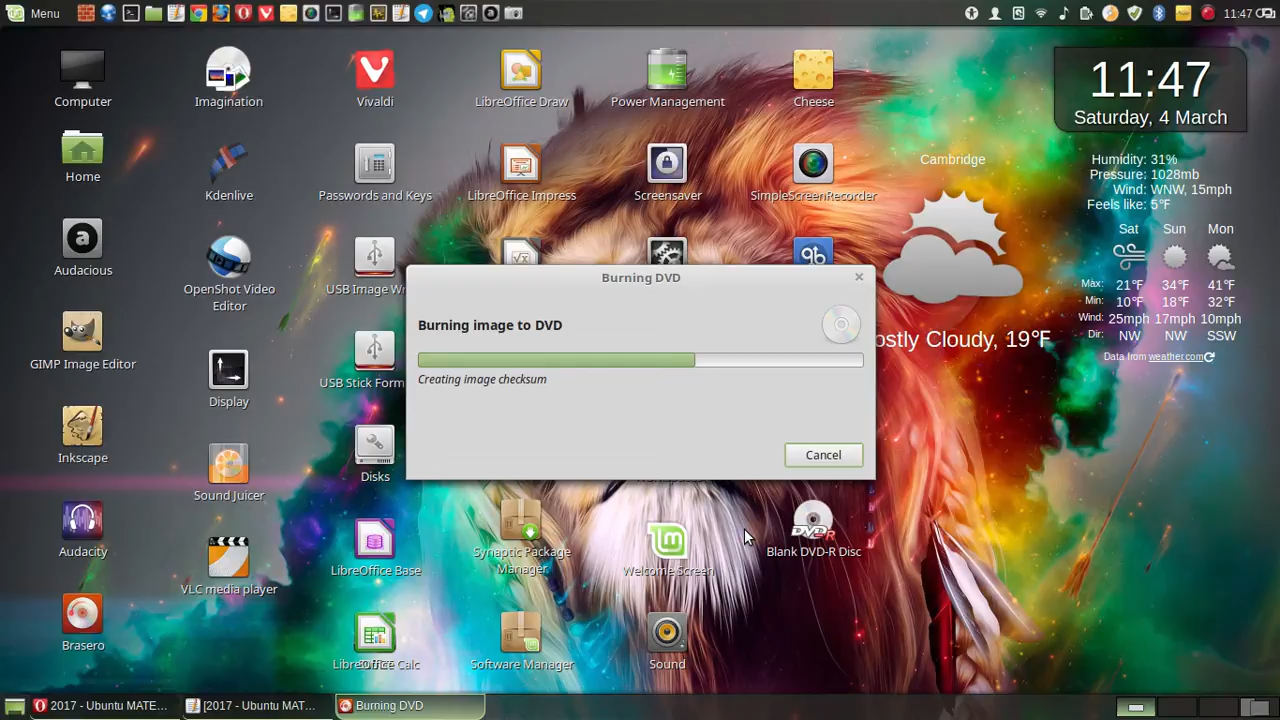 Menu
11:47
Computer
Imagination
Vivaldi
LibreOffice Draw
Power Management
Cheese
11:47
Saturday, 4 March
Home
Kdenlive
Passwords and Keys
LibreOffice Impress
Screensaver
SimpleScreenRecorder
Cambridge
Humidity: 31%
Pressure: 1028mb
Wind: WNW, 15mph
Feels like: 5°F
Audacious
OpenShot Video
Editor
USB Image
Sat Sun Mon
Max: 21°F 34°F 41°F
Min: 10°F 18°F 32°F
Wind: 25mph 17mph 10mph
Dir: NW NW SSW
Cloudy, 19°F
Data from weather.com
Burning DVD
Burning image to DVD
Creating image checksum
Cancel
GIMP Image Editor
Display
USB Stick
Inkscape
Sound Juicer
Disks
Audacity
VLC media player
LibreOffice Base
Synaptic Package
Manager
Welcome Screen
DVD-R
Blank DVD-R Disc
Brasero
LibreOffice Calc
Software Manager
Sound
2017 - Ubuntu MATE...
[2017 - Ubuntu MAT...
Burning DVD